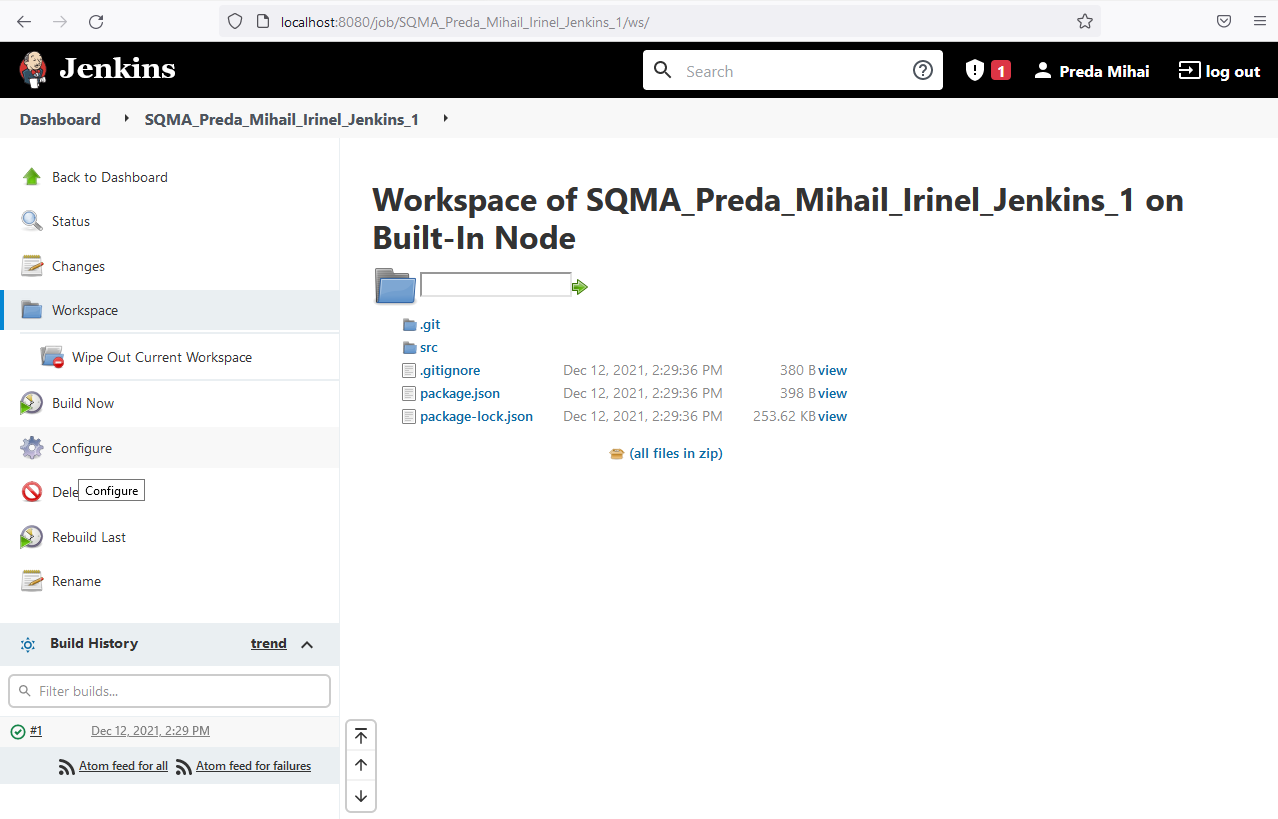 localhost:8080/job/SQMA_Preda_Mihail_Irinel_Jenkins_1/ws/
Jenkins
Search
1
Preda Mihai
log out
Dashboard
SQMA_Preda_Mihail_Irinel_Jenkins_1
Back to Dashboard
Status
Changes
Workspace
Wipe Out Current Workspace
Build Now
Configure
Dele
Configure
Rebuild Last
Rename
Build History
trend
Filter builds...
#1 Dec 12, 2021, 2:29 PM
Atom feed for all Atom feed for failures
Workspace of SQMA_Preda_Mihail_Irinel_Jenkins_1 on
Built-In Node
.git
src
.gitignore Dec 12, 2021, 2:29:36 PM 380 B view
package.json Dec 12, 2021, 2:29:36 PM 398 B view
package-lock.json Dec 12, 2021, 2:29:36 PM 253.62 KB view
(all files in zip)